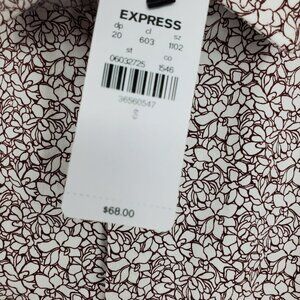 EXPRESS
dp cl sz
20 603 1102
st co
06032725 1546
36560547
S
$68.00